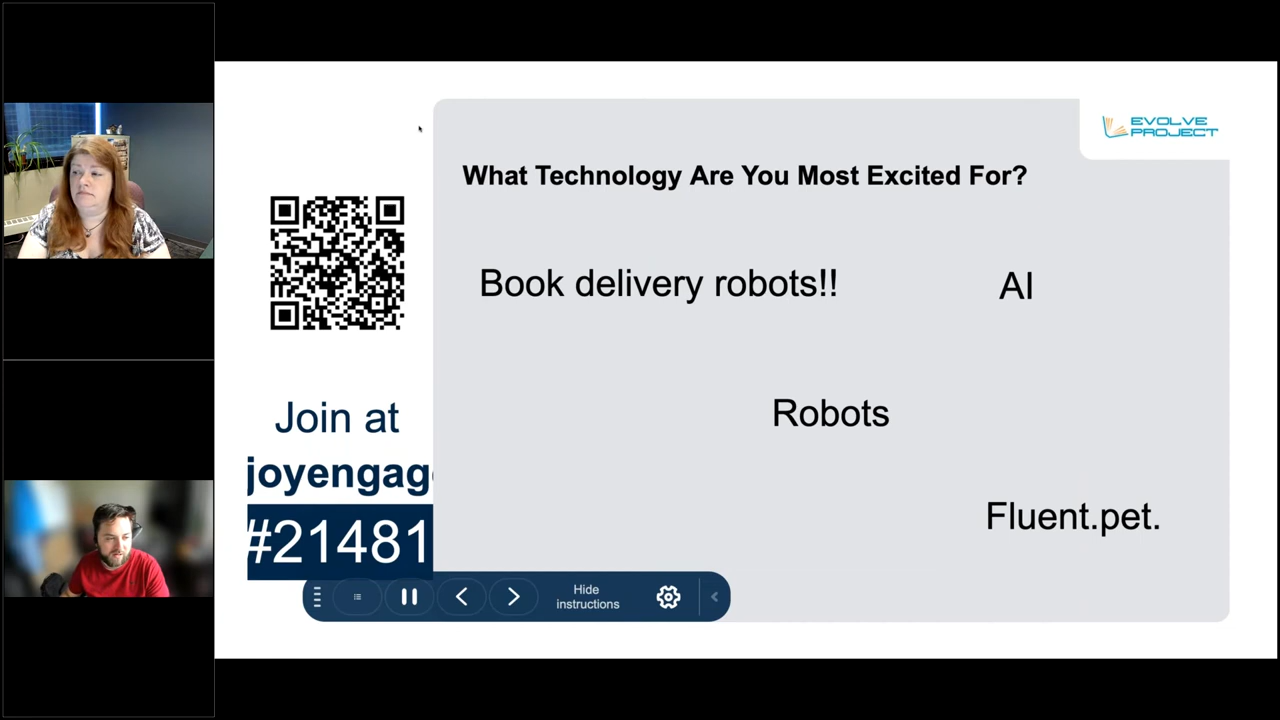 EVOLVE
PROJECT
What Technology Are You Most Excited For?
Book delivery robots!!
AI
Robots
Fluent.pet.
Join at
joyengag
#21481
Hide
instructions